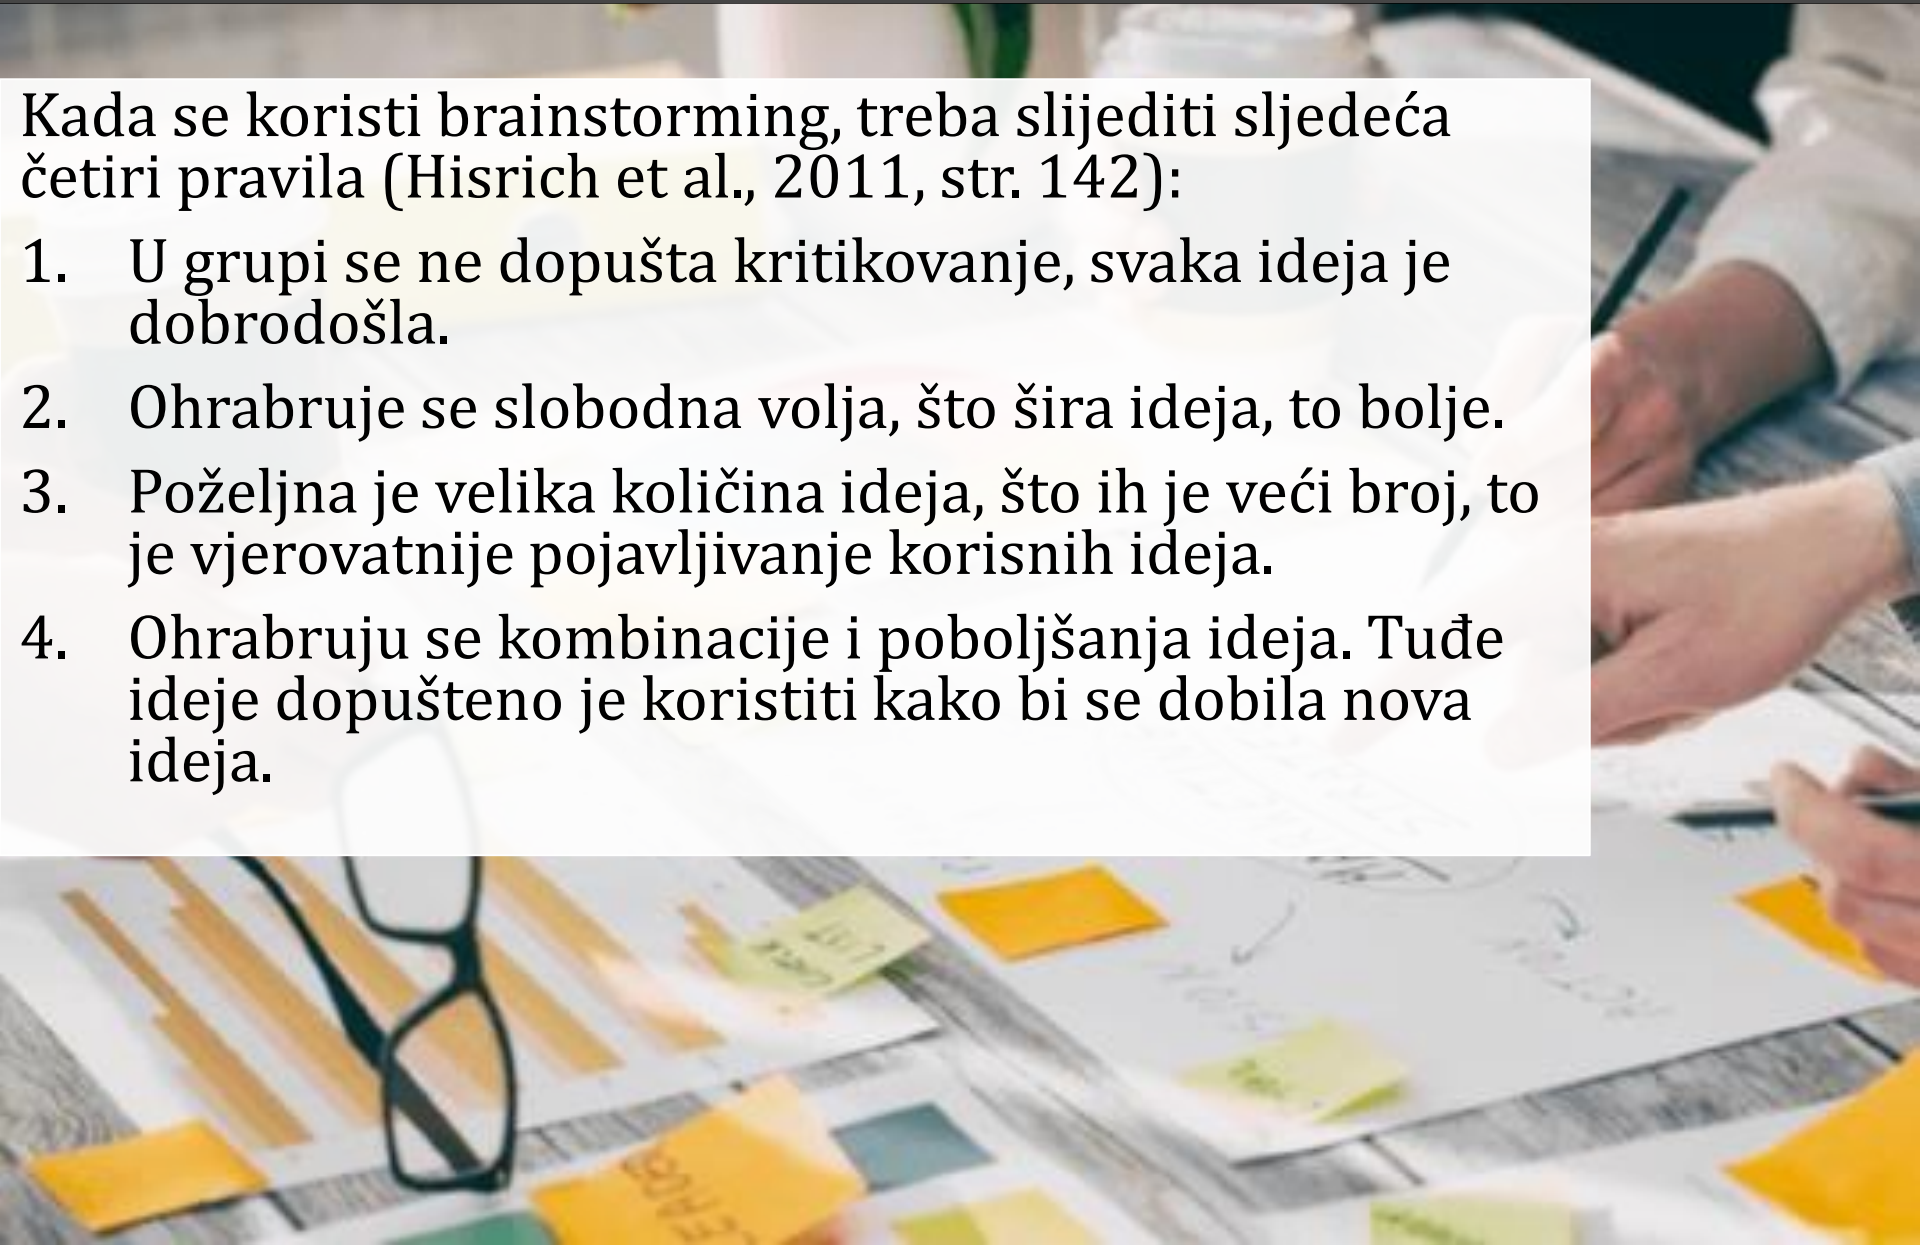 Kada se koristi brainstorming, treba slijediti sljedeća
četiri pravila (Hisrich et al., 2011, str. 142):
1. U grupi se ne dopušta kritikovanje, svaka ideja je
dobrodošla.
2. Ohrabruje se slobodna volja, što šira ideja, to bolje.
3. Poželjna je velika količina ideja, što ih je veći broj, to
je vjerovatnije pojavljivanje korisnih ideja.
4. Ohrabruju se kombinacije i poboljšanja ideja. Tuđe
ideje dopušteno je koristiti kako bi se dobila nova
ideja.
LIST
LEADER